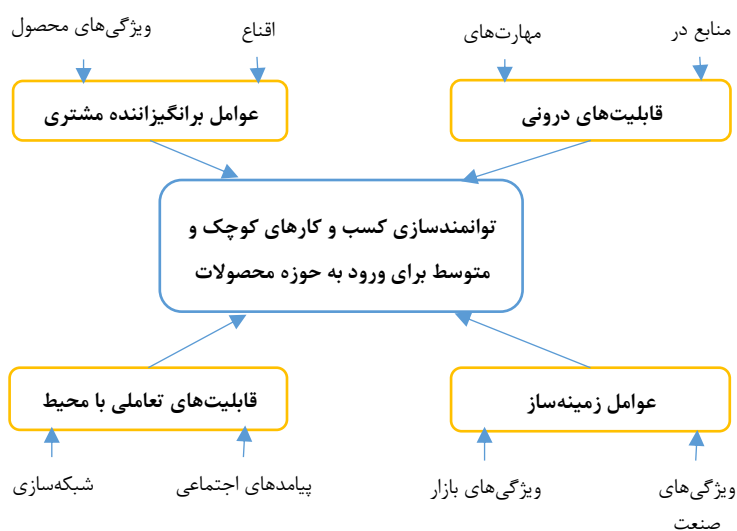 منابع در
مهارت‌های
اقناع
ویژگی‌های محصول
قابلیت‌های درونی
عوامل برانگیزاننده مشتری
توانمندسازی کسب و کارهای کوچک و
متوسط برای ورود به حوزه محصولات
عوامل زمینه‌ساز
قابلیت‌های تعاملی با محیط
ویژگی‌های
صنعت
ویژگی‌های بازار
پیامدهای اجتماعی
شبکه‌سازی